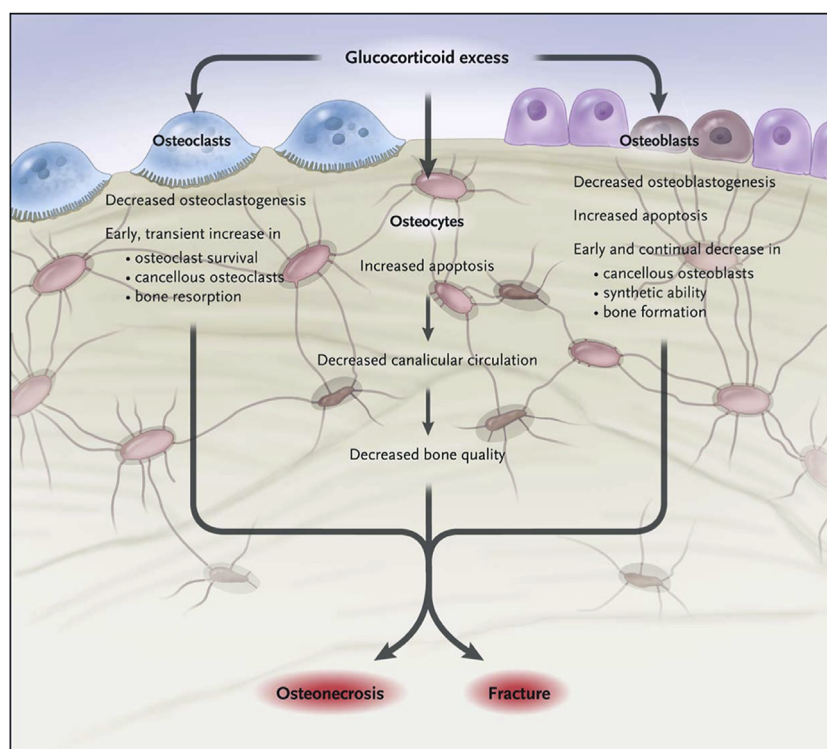 Glucocorticoid excess
Osteoclasts
Decreased osteoclastogenesis
Early, transient increase in
• osteoclast survival
• cancellous osteoclasts
• bone resorption
Osteocytes
Increased apoptosis
Decreased canalicular circulation
Decreased bone quality
Osteoblasts
Decreased osteoblastogenesis
Increased apoptosis
Early and continual decrease in
• cancellous osteoblasts
• synthetic ability
• bone formation
Osteonecrosis
Fracture